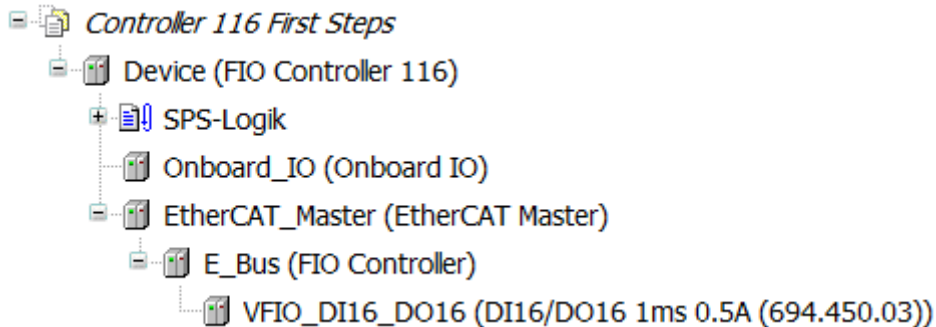 Controller 116 First Steps
Device (FIO Controller 116)
SPS-Logik
Onboard_IO (Onboard IO)
EtherCAT_Master (EtherCAT Master)
E_Bus (FIO Controller)
VFIO_DI16_DO16 (DI16/DO16 1ms 0.5A (694.450.03))